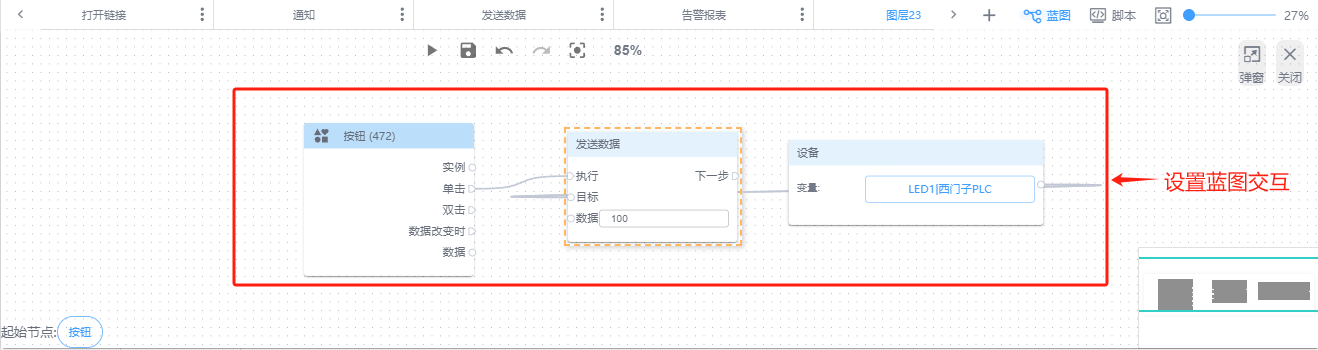 打开链接
通知
发送数据
告警报表
图层23
蓝图
脚本
27%
85%
弹窗
关闭
按钮 (472)
实例
单击
双击
数据改变时
数据
发送数据
执行
下一步
目标
数据
100
设备
变量:
LED1|西门子PLC
设置蓝图交互
起始节点:
按钮